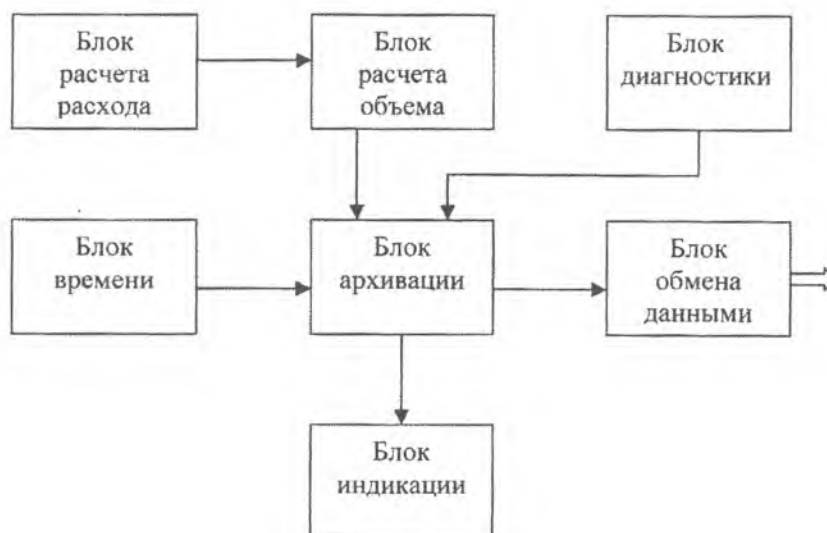 Блок
расчета
расхода
Блок
расчета
объема
Блок
диагностики
Блок
времени
Блок
архивации
Блок
обмена
данными
Блок
индикации